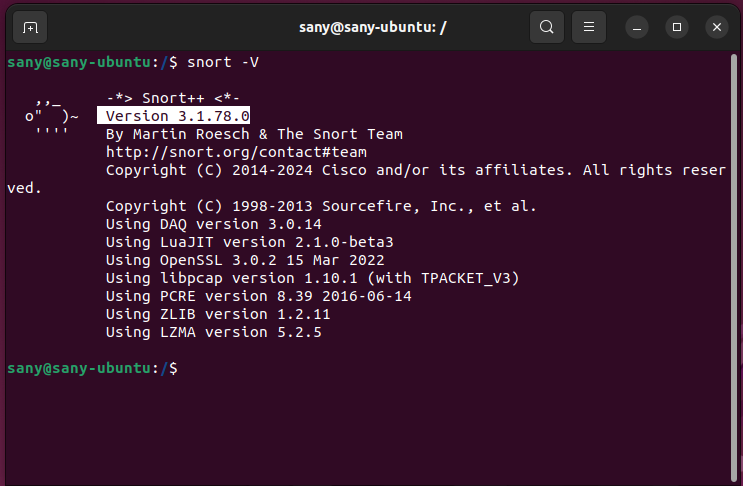 sany@sany-ubuntu: /
sany@sany-ubuntu:/$ snort -V
   ,,_     -*> Snort++ <*-
  o"  )~   Version 3.1.78.0
   ''''    By Martin Roesch & The Snort Team
           http://snort.org/contact#team
           Copyright (C) 2014-2024 Cisco and/or its affiliates. All rights reser
ved.
           Copyright (C) 1998-2013 Sourcefire, Inc., et al.
           Using DAQ version 3.0.14
           Using LuaJIT version 2.1.0-beta3
           Using OpenSSL 3.0.2 15 Mar 2022
           Using libpcap version 1.10.1 (with TPACKET_V3)
           Using PCRE version 8.39 2016-06-14
           Using ZLIB version 1.2.11
           Using LZMA version 5.2.5
sany@sany-ubuntu:/$